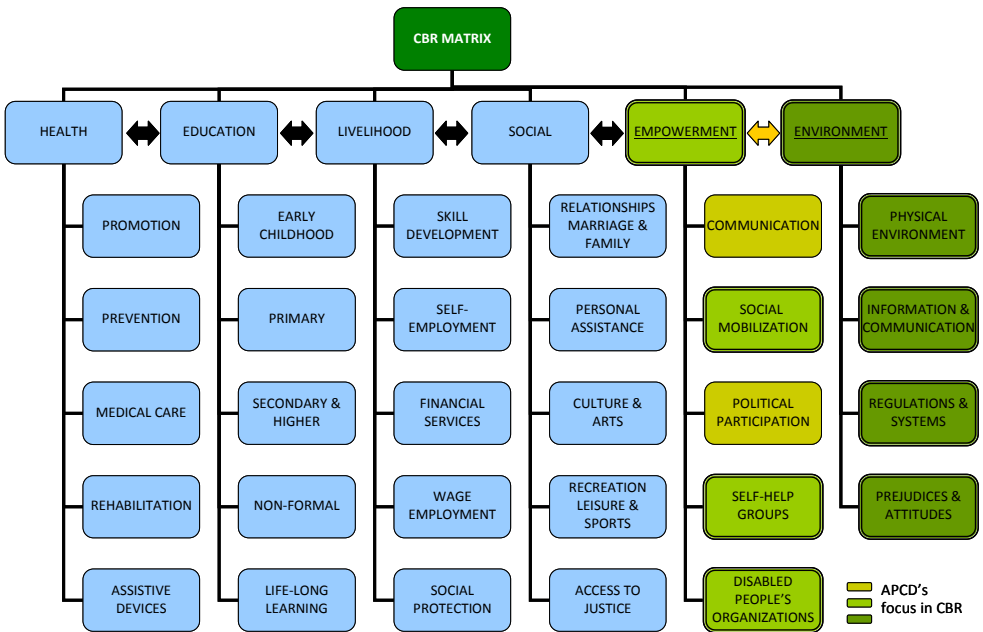 CBR MATRIX
HEALTH
EDUCATION
LIVELIHOOD
SOCIAL
EMPOWERMENT
ENVIRONMENT
PROMOTION
EARLY
CHILDHOOD
SKILL
DEVELOPMENT
RELATIONSHIPS
MARRIAGE &
FAMILY
COMMUNICATION
PHYSICAL
ENVIRONMENT
PREVENTION
PRIMARY
SELF-
EMPLOYMENT
PERSONAL
ASSISTANCE
SOCIAL
MOBILIZATION
INFORMATION &
COMMUNICATION
MEDICAL CARE
SECONDARY &
HIGHER
FINANCIAL
SERVICES
CULTURE &
ARTS
POLITICAL
PARTICIPATION
REGULATIONS &
SYSTEMS
REHABILITATION
NON-FORMAL
WAGE
EMPLOYMENT
RECREATION
LEISURE &
SPORTS
SELF-HELP
GROUPS
PREJUDICES &
ATTITUDES
ASSISTIVE
DEVICES
LIFE-LONG
LEARNING
SOCIAL
PROTECTION
ACCESS TO
JUSTICE
DISABLED
PEOPLE'S
ORGANIZATIONS
APCD's
focus in CBR